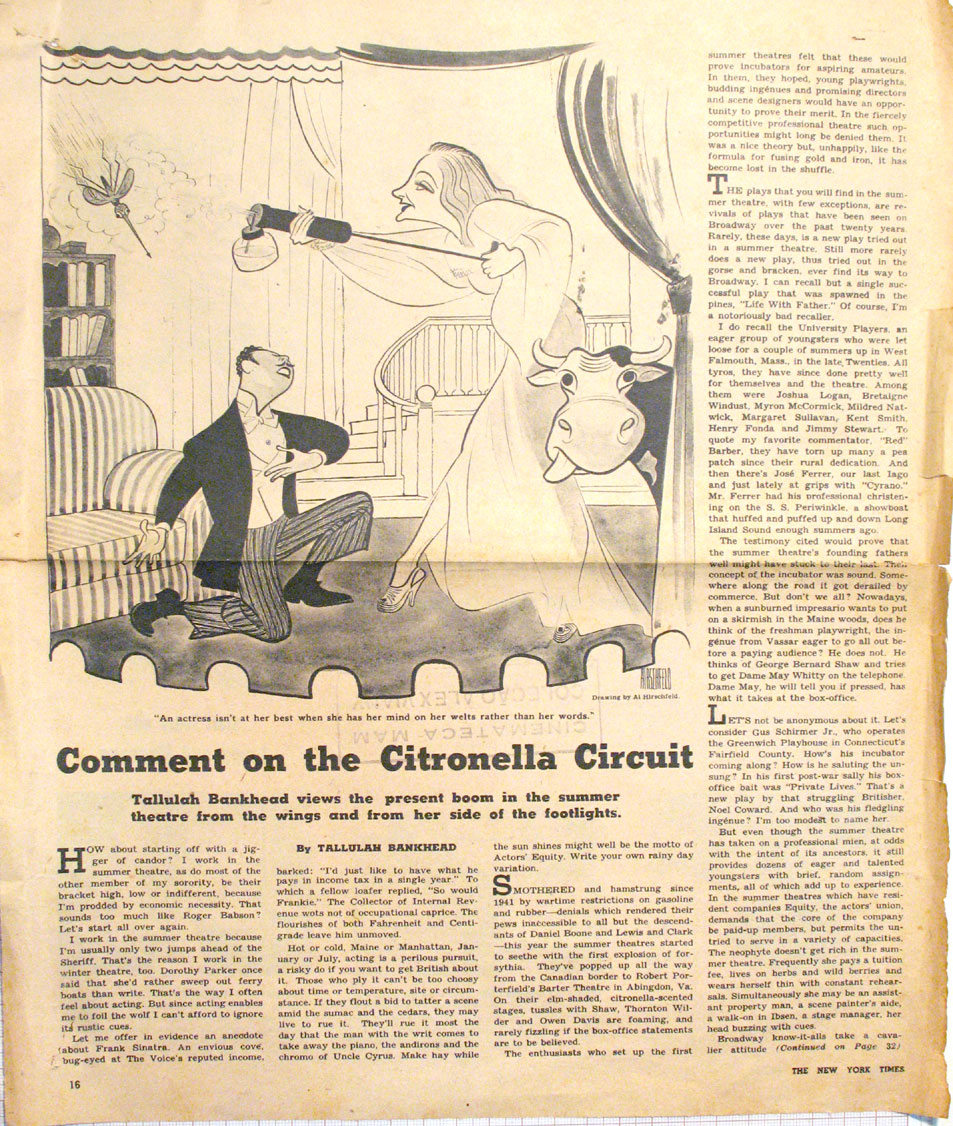 HIRSCHFELD
Drawing by Al Hirschfeld.
CINEMATECA MAM
"An actress isn't at her best when she has her mind on her welts rather than her words."
Comment on the Citronella Circuit
Tallulah Bankhead views the present boom in the summer
theatre from the wings and from her side of the footlights.
By TALLULAH BANKHEAD
HOW about starting off with a jig-
ger of candor? I work in the
summer theatre, as do most of the
other member of my sorority, be their
bracket high, low or indifferent, because
I'm prodded by economic necessity. That
sounds too much like Roger Babson?
Let's start all over again.
I work in the summer theatre because
I'm usually only two jumps ahead of the
Sheriff. That's the reason I work in the
winter theatre, too. Dorothy Parker once
said that she'd rather sweep out ferry
boats than write. That's the way I often
feel about acting. But since acting enables
me to foil the wolf I can't afford to ignore
its rustic cues.
Let me offer in evidence an anecdote
about Frank Sinatra. An envious cove,
bug-eyed at The Voice's reputed income,
barked: "I'd just like to have what he
pays in income tax in a single year." To
which a fellow loafer replied, "So would
Frankie." The Collector of Internal Rev-
enue wots not of occupational caprice. The
flourishes of both Fahrenheit and Centi-
grade leave him unmoved.
Hot or cold, Maine or Manhattan, Jan-
uary or July, acting is a perilous pursuit,
a risky do if you want to get British about
it. Those who ply it can't be too choosy
about time or temperature, site or circum-
stance. If they flout a bid to tatter a scene
amid the sumac and the cedars, they may
live to rue it. They'll rue it most the
day that the man with the writ comes to
take away the piano, the andirons and the
chromo of Uncle Cyrus. Make hay while
the sun shines might well be the motto of
Actors' Equity. Write your own rainy day
variation.
SMOTHERED and hamstrung since
1941 by wartime restrictions on gasoline
and rubber—denials which rendered their
pews inaccessible to all but the descend-
ants of Daniel Boone and Lewis and Clark
—this year the summer theatres started
to seethe with the first explosion of for-
sythia. They've popped up all the way
from the Canadian border to Robert Por-
terfield's Barter Theatre in Abingdon, Va.
On their elm-shaded, citronella-scented
stages, tussles with Shaw, Thornton Wil-
der and Owen Davis are foaming, and
rarely fizzling if the box-office statements
are to be believed.
The enthusiasts who set up the first
summer theatres felt that these would
prove incubators for aspiring amateurs.
In them, they hoped, young playwrights,
budding ingénues and promising directors
and scene designers would have an oppor-
tunity to prove their merit. In the fiercely
competitive professional theatre such op-
portunities might long be denied them. It
was a nice theory but, unhappily, like the
formula for fusing gold and iron, it has
become lost in the shuffle.
THE plays that you will find in the sum-
mer theatre, with few exceptions, are re-
vivals of plays that have been seen on
Broadway over the past twenty years.
Rarely, these days, is a new play tried out
in a summer theatre. Still more rarely
does a new play, thus tried out in the
gorse and bracken, ever find its way to
Broadway. I can recall but a single suc-
cessful play that was spawned in the
pines, "Life With Father." Of course, I'm
a notoriously bad recaller.
I do recall the University Players, an
eager group of youngsters who were let
loose for a couple of summers up in West
Falmouth, Mass., in the late Twenties. All
tyros, they have since done pretty well
for themselves and the theatre. Among
them were Joshua Logan, Bretaigne
Windust, Myron McCormick, Mildred Nat-
wick, Margaret Sullavan, Kent Smith,
Henry Fonda and Jimmy Stewart. To
quote my favorite commentator, "Red"
Barber, they have torn up many a pea
patch since their rural dedication. And
then there's José Ferrer, our last Iago
and just lately at grips with "Cyrano."
Mr. Ferrer had his professional christen-
ing on the S. S. Periwinkle, a showboat
that huffed and puffed up and down Long
Island Sound enough summers ago.
The testimony cited would prove that
the summer theatre's founding fathers
well might have stuck to their last. Their
concept of the incubator was sound. Some-
where along the road it got derailed by
commerce. But don't we all? Nowadays,
when a sunburned impresario wants to put
on a skirmish in the Maine woods, does he
think of the freshman playwright, the in-
génue from Vassar eager to go all out be-
fore a paying audience? He does not. He
thinks of George Bernard Shaw and tries
to get Dame May Whitty on the telephone.
Dame May, he will tell you if pressed, has
what it takes at the box-office.
LET'S not be anonymous about it. Let's
consider Gus Schirmer Jr., who operates
the Greenwich Playhouse in Connecticut's
Fairfield County. How's his incubator
coming along? How is he saluting the un-
sung? In his first post-war sally his box-
office bait was "Private Lives." That's a
new play by that struggling Britisher,
Noel Coward. And who was his fledgling
ingénue? I'm too modest to name her.
But even though the summer theatre
has taken on a professional mien, at odds
with the intent of its ancestors, it still
provides dozens of eager and talented
youngsters with brief, random assign-
ments, all of which add up to experience.
In the summer theatres which have resi-
dent companies Equity, the actors' union,
demands that the core of the company
be paid-up members, but permits the un-
tried to serve in a variety of capacities.
The neophyte doesn't get rich in the sum-
mer theatre. Frequently she pays a tuition
fee, lives on herbs and wild berries and
wears herself thin with constant rehear-
sals. Simultaneously she may be an assist-
ant property man, a scene painter's aide,
a walk-on in Ibsen, a stage manager, her
head buzzing with cues.
Broadway know-it-alls take a cava-
lier attitude (Continued on Page 32)
16
THE NEW YORK TIMES